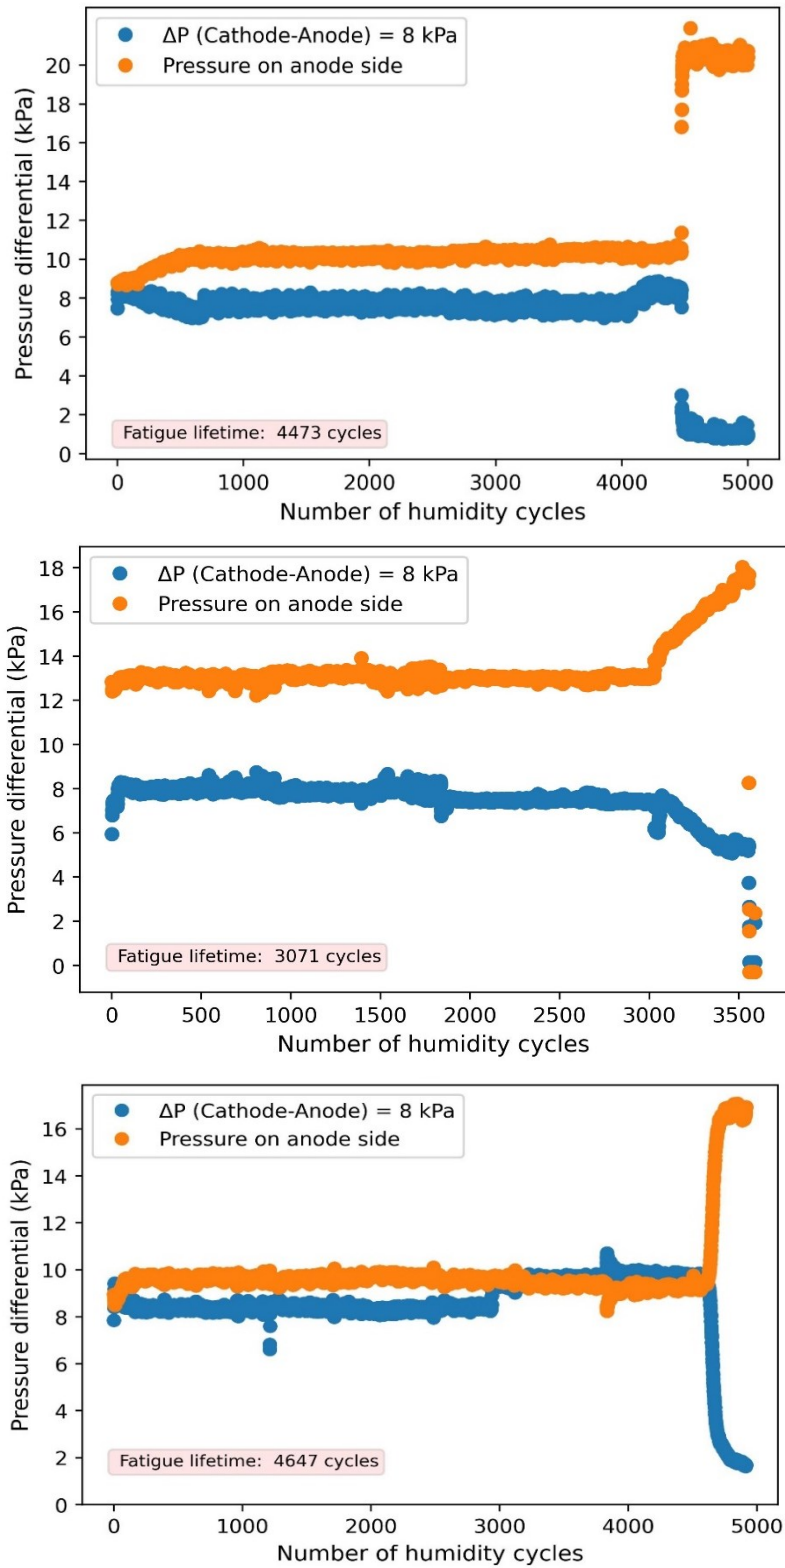 ΔP (Cathode-Anode) = 8 kPa
Pressure on anode side
Pressure differential (kPa)
20
18
16
14
12
10
8
6
4
2
0
Fatigue lifetime: 4473 cycles
0 1000 2000 3000 4000 5000
Number of humidity cycles
ΔP (Cathode-Anode) = 8 kPa
Pressure on anode side
Pressure differential (kPa)
18
16
14
12
10
8
6
4
2
0
Fatigue lifetime: 3071 cycles
0 500 1000 1500 2000 2500 3000 3500
Number of humidity cycles
ΔP (Cathode-Anode) = 8 kPa
Pressure on anode side
Pressure differential (kPa)
16
14
12
10
8
6
4
2
0
Fatigue lifetime: 4647 cycles
0 1000 2000 3000 4000 5000
Number of humidity cycles